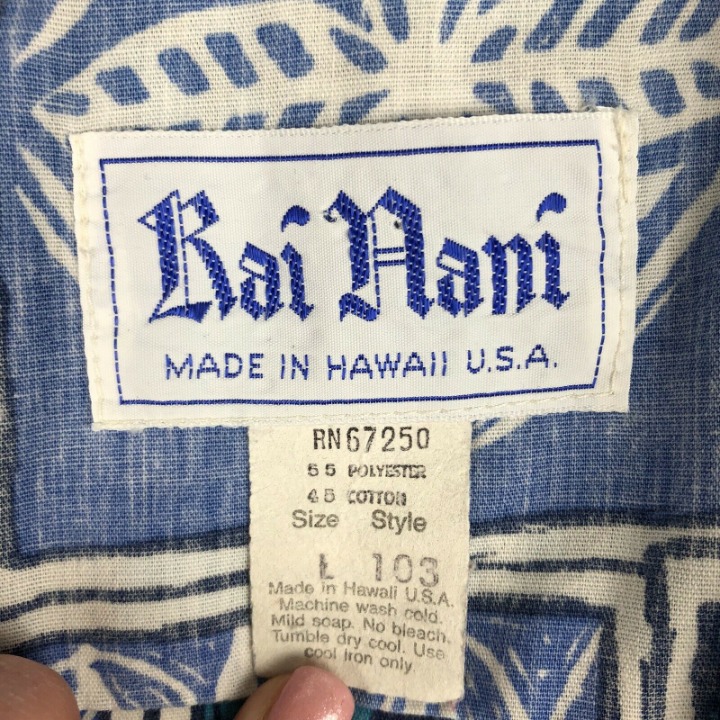 Kai Nani
MADE IN HAWAII U.S.A.
RN67250
55 POLYESTER
45 COTTON
Size Style
L 103
Made in Hawaii U.S.A.
Machine wash cold.
Mild soap. No bleach.
Tumble dry cool. Use
cool iron only